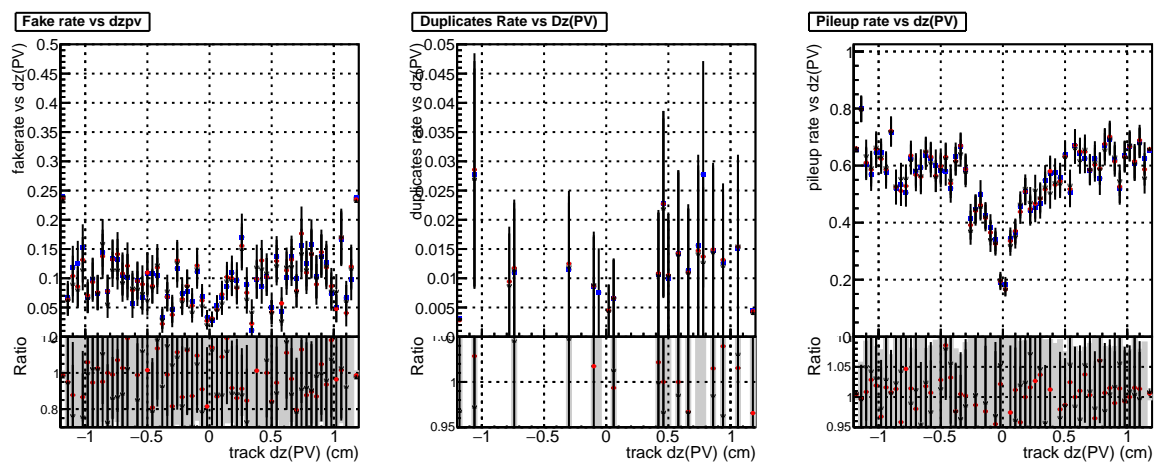 Fake rate vs dzpv
fakerate vs dz(PV)
0.5
0.45
0.4
0.35
0.3
0.25
0.2
0.15
0.1
0.05
Ratio
1
0.8
−1 −0.5 0 0.5 1
track dz(PV) (cm)
Duplicates Rate vs Dz(PV)
duplicates rate vs dz(PV)
0.05
0.045
0.04
0.035
0.03
0.025
0.02
0.015
0.01
0.005
0
Ratio
1
0.95
−1 −0.5 0 0.5 1
track dz(PV) (cm)
Pileup rate vs dz(PV)
pileup rate vs dz(PV)
1
0.8
0.6
0.4
0.2
0
Ratio
1.05
1
0.95
−1 −0.5 0 0.5 1
track dz(PV) (cm)